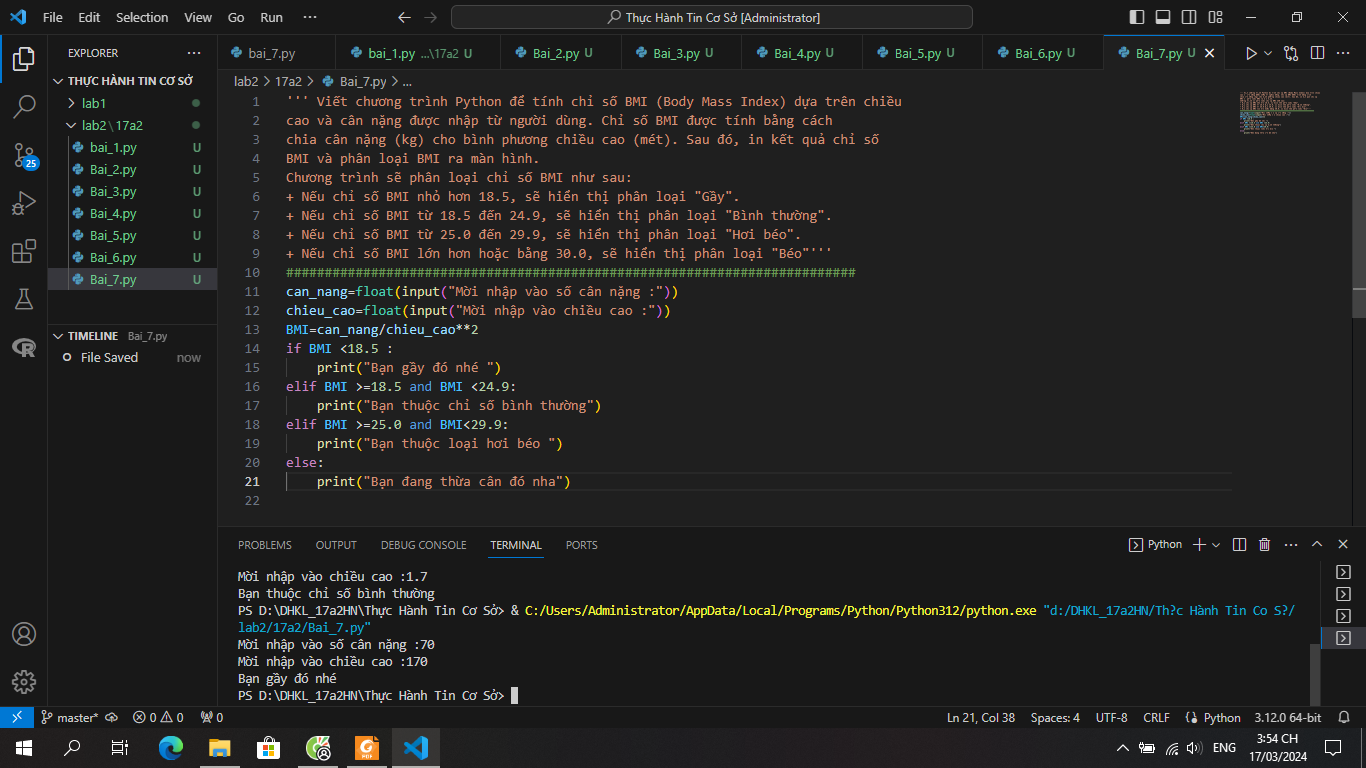 File Edit Selection View Go Run ··· Thực Hành Tin Cơ Sở [Administrator]
EXPLORER ···
bai_7.py bai_1.py ...\17a2 U Bai_2.py U Bai_3.py U Bai_4.py U Bai_5.py U Bai_6.py U Bai_7.py U
THỰC HÀNH TIN CƠ SỞ
lab1
lab2\17a2
bai_1.py U
Bai_2.py U
Bai_3.py U
Bai_4.py U
Bai_5.py U
Bai_6.py U
Bai_7.py U
TIMELINE Bai_7.py
File Saved now
25
lab2 > 17a2 > Bai_7.py > ...
1 ''' Viết chương trình Python để tính chỉ số BMI (Body Mass Index) dựa trên chiều
2 cao và cân nặng được nhập từ người dùng. Chỉ số BMI được tính bằng cách
3 chia cân nặng (kg) cho bình phương chiều cao (mét). Sau đó, in kết quả chỉ số
4 BMI và phân loại BMI ra màn hình.
5 Chương trình sẽ phân loại chỉ số BMI như sau:
6 + Nếu chỉ số BMI nhỏ hơn 18.5, sẽ hiển thị phân loại "Gầy".
7 + Nếu chỉ số BMI từ 18.5 đến 24.9, sẽ hiển thị phân loại "Bình thường".
8 + Nếu chỉ số BMI từ 25.0 đến 29.9, sẽ hiển thị phân loại "Hơi béo".
9 + Nếu chỉ số BMI lớn hơn hoặc bằng 30.0, sẽ hiển thị phân loại "Béo"'''
10 ##########################################################################
11 can_nang=float(input("Mời nhập vào số cân nặng :"))
12 chieu_cao=float(input("Mời nhập vào chiều cao :"))
13 BMI=can_nang/chieu_cao**2
14 if BMI <18.5 :
15 print("Bạn gầy đó nhé ")
16 elif BMI >=18.5 and BMI <24.9:
17 print("Bạn thuộc chỉ số bình thường")
18 elif BMI >=25.0 and BMI<29.9:
19 print("Bạn thuộc loại hơi béo ")
20 else:
21 print("Bạn đang thừa cân đó nha")
22
PROBLEMS OUTPUT DEBUG CONSOLE TERMINAL PORTS Python
Mời nhập vào chiều cao :1.7
Bạn thuộc chỉ số bình thường
PS D:\DHKL_17a2HN\Thực Hành Tin Cơ Sở> & C:/Users/Administrator/AppData/Local/Programs/Python/Python312/python.exe "d:/DHKL_17a2HN/Th?c Hành Tin Co S?/
lab2/17a2/Bai_7.py"
Mời nhập vào số cân nặng :70
Mời nhập vào chiều cao :170
Bạn gầy đó nhé
PS D:\DHKL_17a2HN\Thực Hành Tin Cơ Sở>
master* 0 0 0 Ln 21, Col 38 Spaces: 4 UTF-8 CRLF Python 3.12.0 64-bit
ENG 3:54 CH
17/03/2024